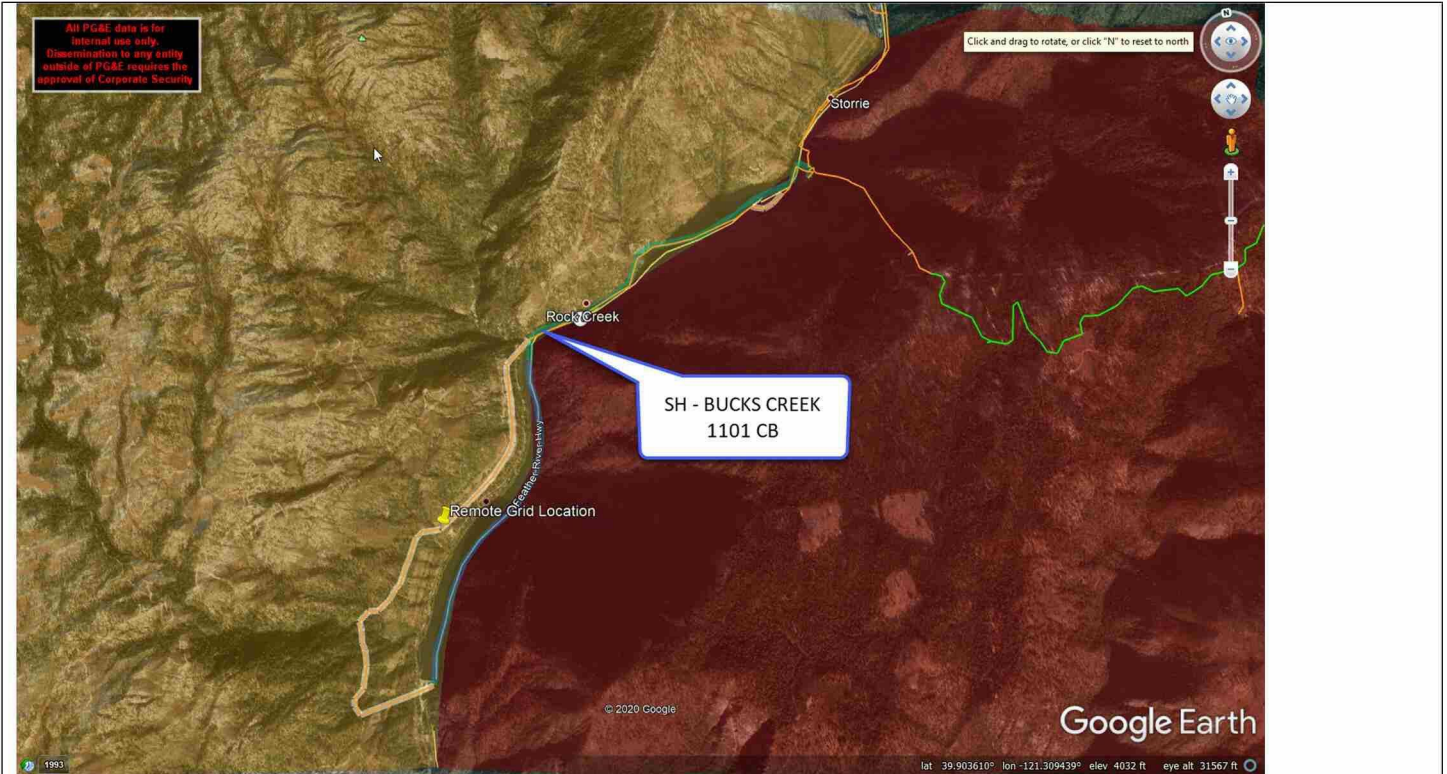 All PG&E data is for
internal use only.
Dissemination to any entity
outside of PG&E requires the
approval of Corporate Security
Click and drag to rotate, or click "N" to reset to north
N
Storrie
Rock Creek
SH - BUCKS CREEK
1101 CB
Feather River Hwy
Remote Grid Location
© 2020 Google
Google Earth
1993
lat 39.903610° lon -121.309439° elev 4032 ft eye alt 31567 ft